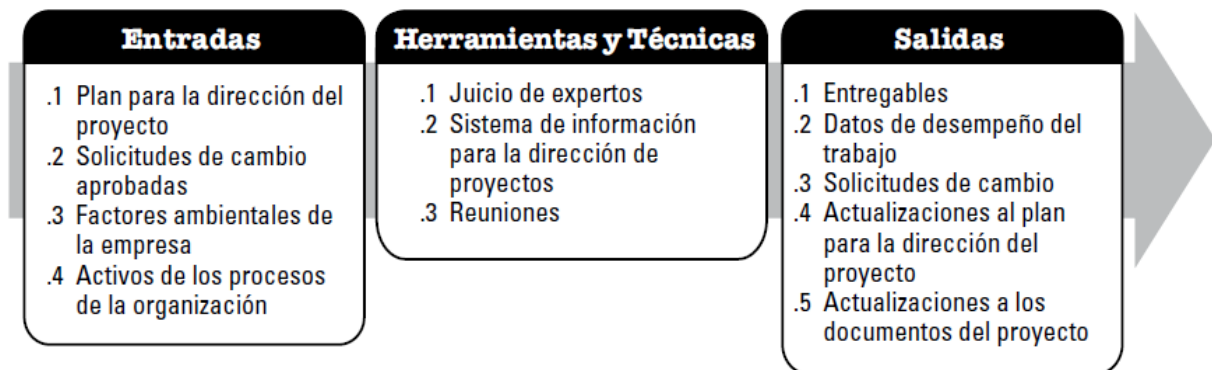 Entradas
.1 Plan para la dirección del
proyecto
.2 Solicitudes de cambio
aprobadas
.3 Factores ambientales de
la empresa
.4 Activos de los procesos
de la organización
Herramientas y Técnicas
.1 Juicio de expertos
.2 Sistema de información
para la dirección de
proyectos
.3 Reuniones
Salidas
.1 Entregables
.2 Datos de desempeño del
trabajo
.3 Solicitudes de cambio
.4 Actualizaciones al plan
para la dirección del
proyecto
.5 Actualizaciones a los
documentos del proyecto